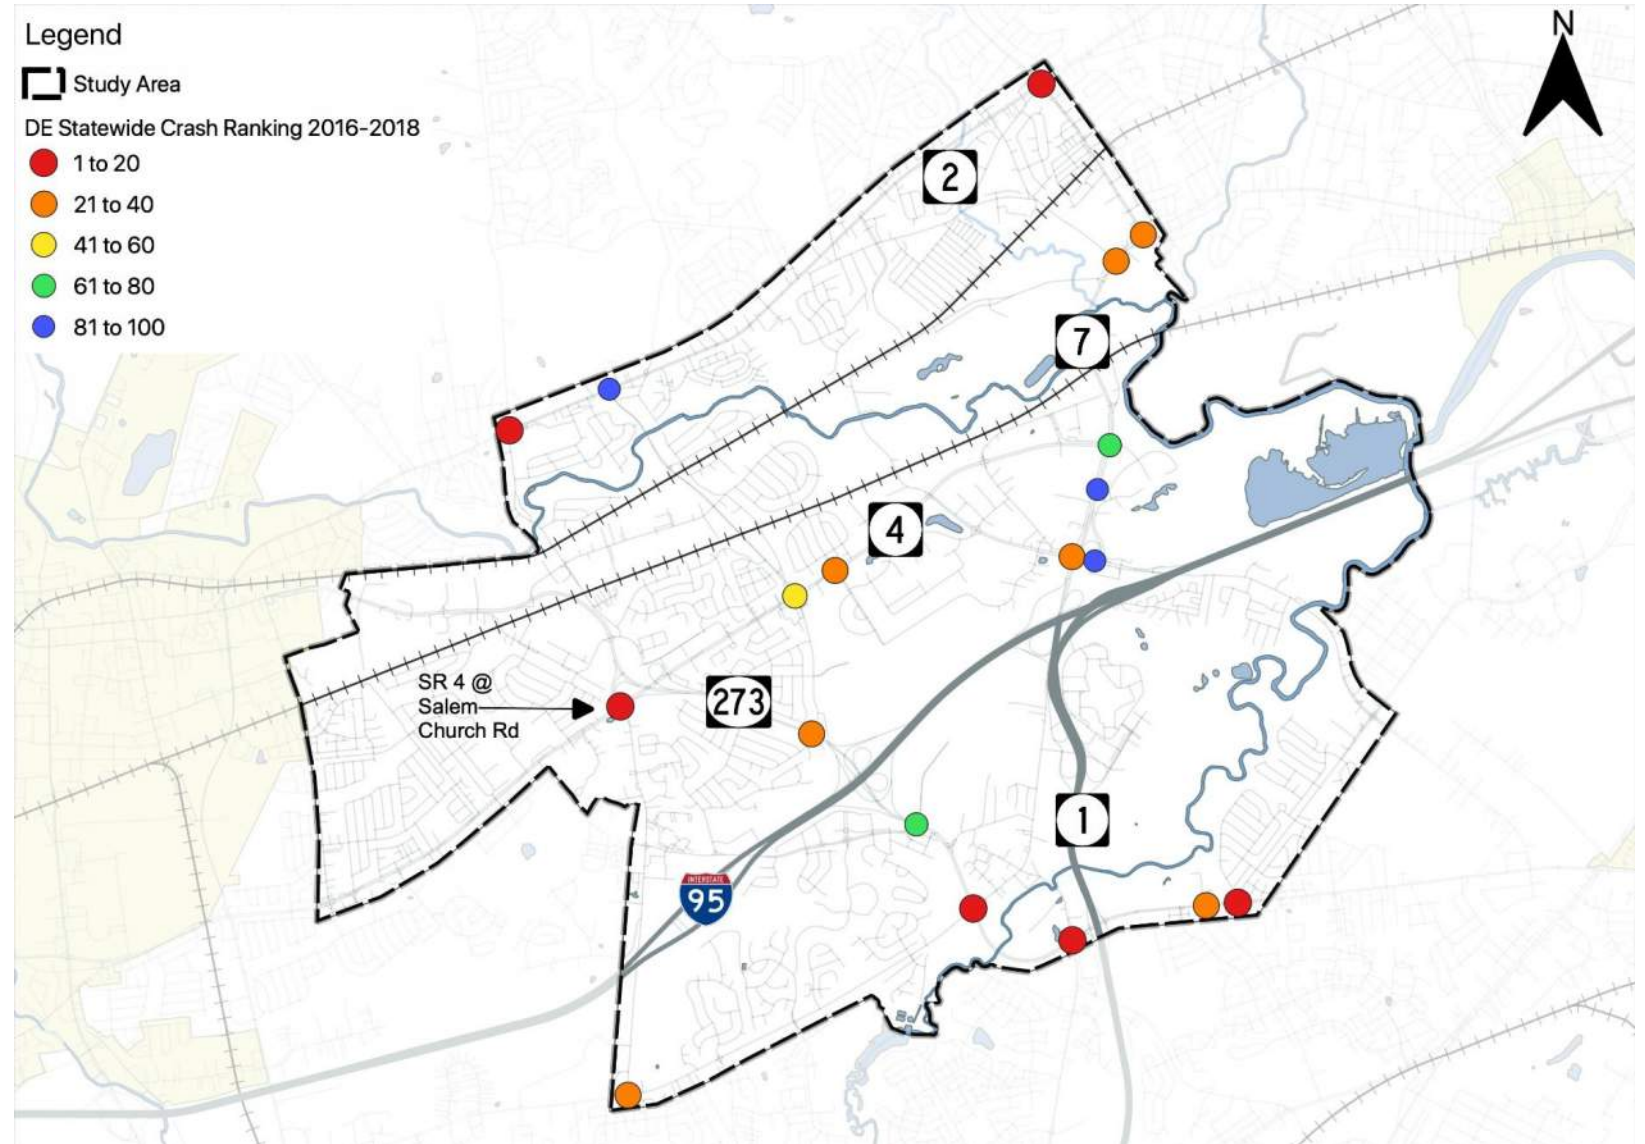 Legend
Study Area
DE Statewide Crash Ranking 2016-2018
1 to 20
21 to 40
41 to 60
61 to 80
81 to 100
N
2
7
4
SR 4 @
Salem
Church Rd
273
1
INTERSTATE
95